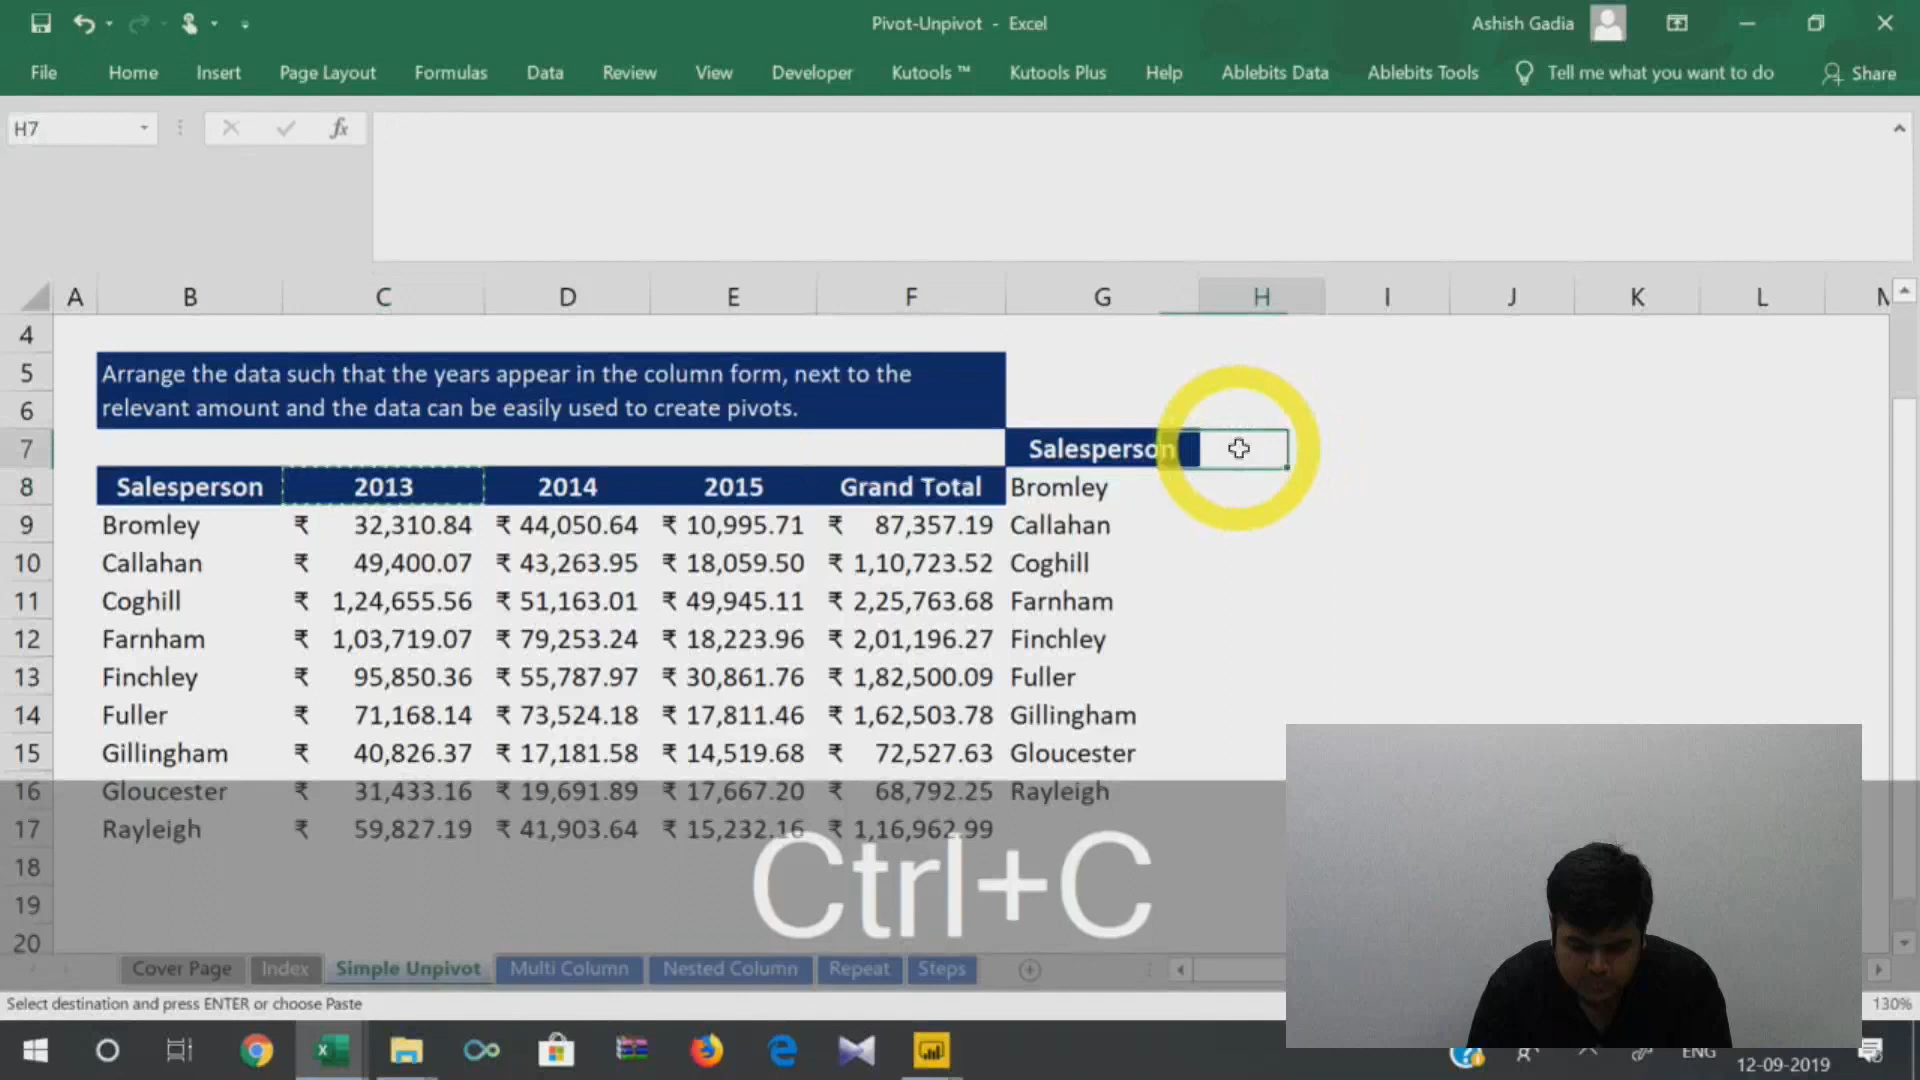 Pivot-Unpivot - Excel
Ashish Gadia
File Home Insert Page Layout Formulas Data Review View Developer Kutools ™ Kutools Plus Help Ablebits Data Ablebits Tools Tell me what you want to do Share
H7
fx
A B C D E F G H I J K L M
4
5 Arrange the data such that the years appear in the column form, next to the
6 relevant amount and the data can be easily used to create pivots.
7 Salesperson
8 Salesperson 2013 2014 2015 Grand Total Bromley
9 Bromley ₹ 32,310.84 ₹ 44,050.64 ₹ 10,995.71 ₹ 87,357.19 Callahan
10 Callahan ₹ 49,400.07 ₹ 43,263.95 ₹ 18,059.50 ₹ 1,10,723.52 Coghill
11 Coghill ₹ 1,24,655.56 ₹ 51,163.01 ₹ 49,945.11 ₹ 2,25,763.68 Farnham
12 Farnham ₹ 1,03,719.07 ₹ 79,253.24 ₹ 18,223.96 ₹ 2,01,196.27 Finchley
13 Finchley ₹ 95,850.36 ₹ 55,787.97 ₹ 30,861.76 ₹ 1,82,500.09 Fuller
14 Fuller ₹ 71,168.14 ₹ 73,524.18 ₹ 17,811.46 ₹ 1,62,503.78 Gillingham
15 Gillingham ₹ 40,826.37 ₹ 17,181.58 ₹ 14,519.68 ₹ 72,527.63 Gloucester
16 Gloucester ₹ 31,433.16 ₹ 19,691.89 ₹ 17,667.20 ₹ 68,792.25 Rayleigh
17 Rayleigh ₹ 59,827.19 ₹ 41,903.64 ₹ 15,232.16 ₹ 1,16,962.99
18
19
20
Ctrl+C
Cover Page Index Simple Unpivot Multi Column Nested Column Repeat Steps
Select destination and press ENTER or choose Paste
130%
ENG
12-09-2019